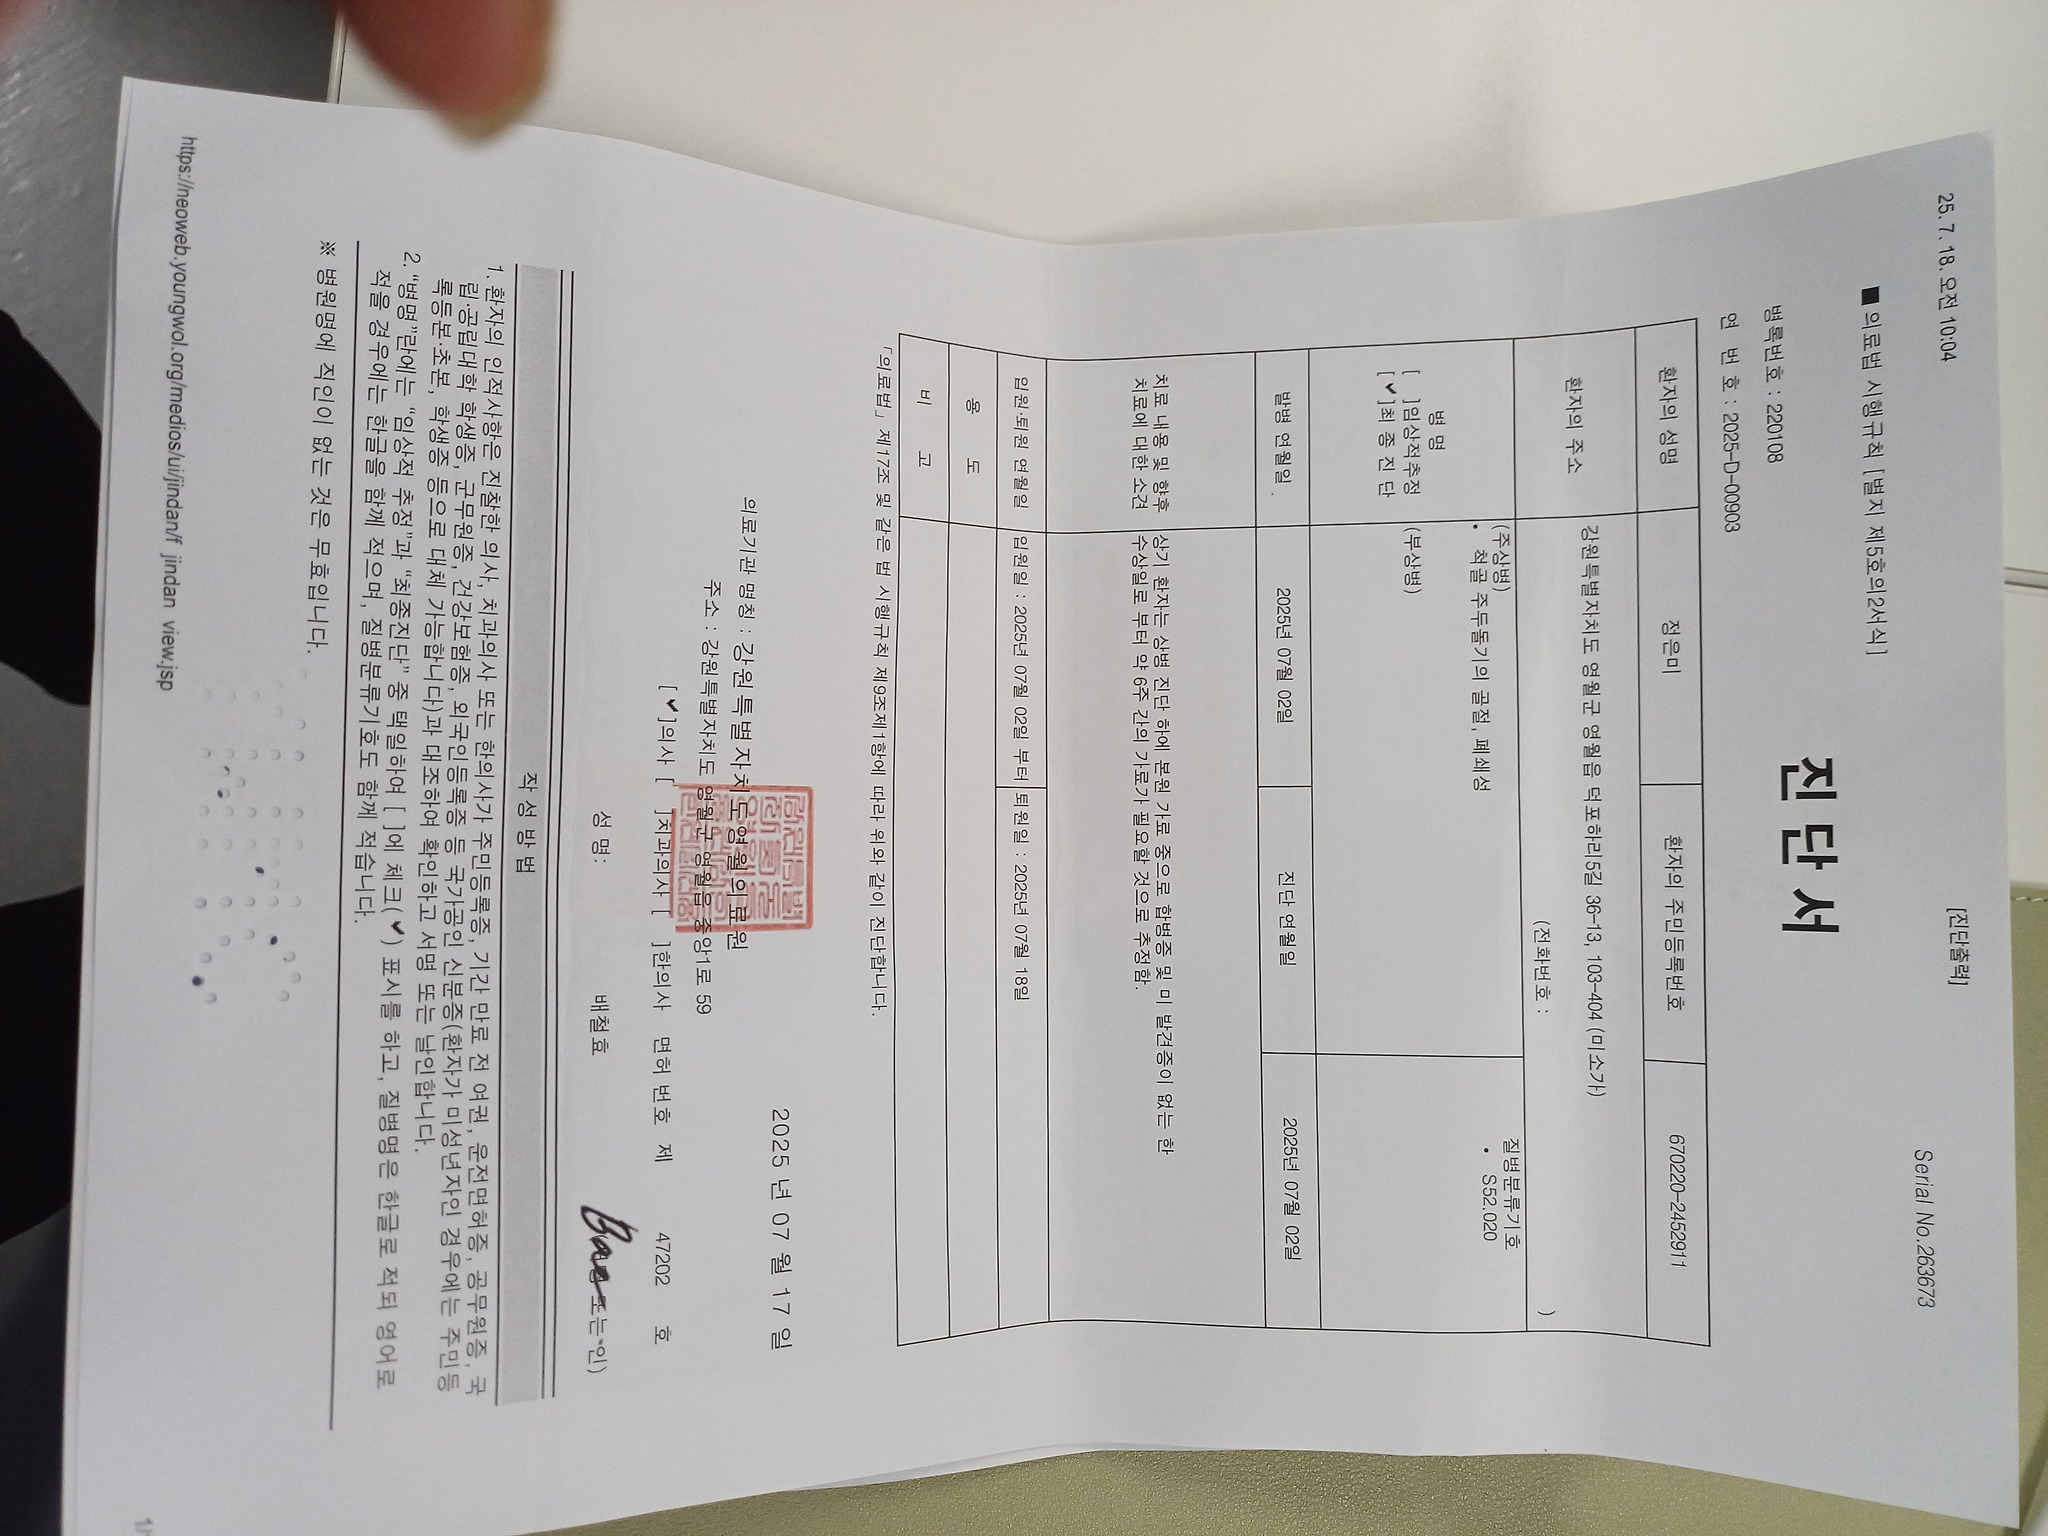 25. 7. 18. 오전 10:04
[진단출력]
Serial No.263673
■ 의료법 시행규칙 [별지 제5호의2서식]
진 단 서
병록번호 : 220108
연 번 호 : 2025-D-00903
환자의 성명 정은미 환자의 주민등록번호 670220-2452911
환자의 주소 강원특별자치도 영월군 영월읍 덕포하리5길 36-13, 103-404 (미소가)
(전화번호 : )
병 명
[ ]임상적추정
[✔]최 종 진 단
(주상병)
• 척골 주두돌기의 골절, 폐쇄성
(부상병)
질병분류기호
• S52.020
발병 연월일 2025년 07월 02일 진단 연월일 2025년 07월 02일
치료 내용 및 향후
치료에 대한 소견
상기 환자는 상병 진단 하에 본원 가료 중으로 합병증 및 미 발견증이 없는 한
수상일로 부터 약 6주 간의 가료가 필요할 것으로 추정함.
입원·퇴원 연월일 입원일 : 2025년 07월 02일 부터 퇴원일 : 2025년 07월 18일
용 도
비 고
「의료법」 제17조 및 같은 법 시행규칙 제9조제1항에 따라 위와 같이 진단합니다.
2025 년 07 월 17 일
의료기관 명칭 : 강원특별자치도영월의료원
주소 : 강원특별자치도 영월군 영월읍 중앙1로 59
[✔]의사 [ ]치과의사 [ ]한의사 면허 번호 제 47202 호
성 명: 배철효 또는 인)
작 성 방 법
1. 환자의 인적사항은 진찰한 의사, 치과의사 또는 한의사가 주민등록증, 기간 만료 전 여권, 운전면허증, 공무원증, 국
립·공립대학 학생증, 군무원증, 건강보험증, 외국인등록증 등 국가공인 신분증(환자가 미성년자인 경우에는 주민등
록등본·초본, 학생증 등으로 대체 가능합니다)과 대조하여 확인하고 서명 또는 날인합니다.
2. “병명”란에는 “임상적 추정”과 “최종진단” 중 택일하여 [ ]에 체크(✔) 표시를 하고, 질병명은 한글로 적되 영어로
적을 경우에는 한글을 함께 적으며, 질병분류기호도 함께 적습니다.
※ 병원명에 직인이 없는 것은 무효입니다.
https://neoweb.youngwol.org/medios/ui/jindan/f jindan view.jsp